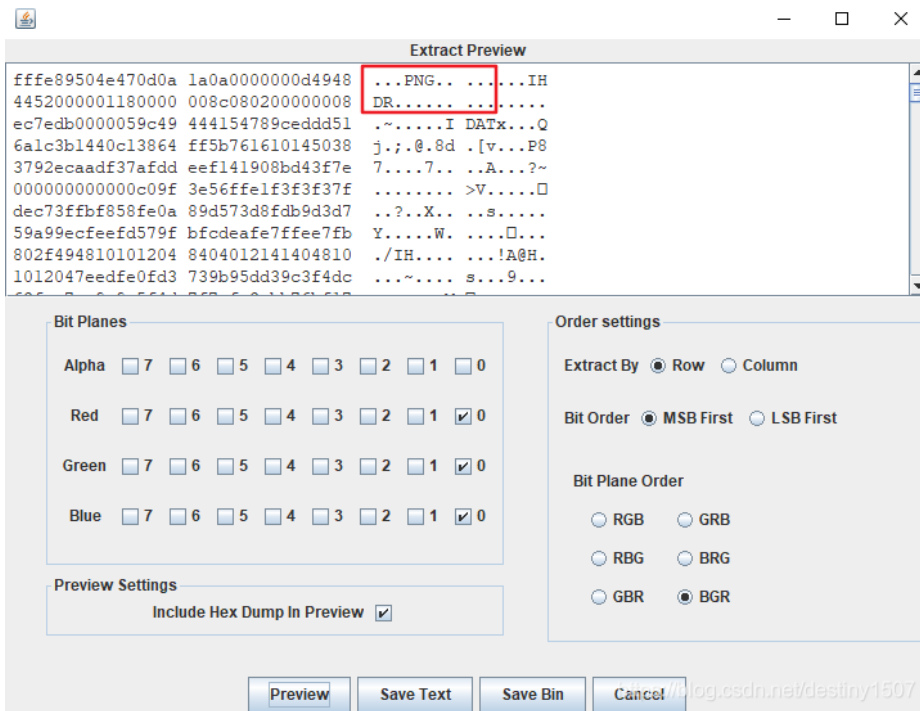 Extract Preview
fffe89504e470d0a 1a0a0000000d4948 ...PNG.. ......IH
4452000001180000 008c080200000008 DR...... ........
ec7edb0000059c49 444154789ceddd51 .~.....I DATx...Q
6a1c3b1440c13864 ff5b761610145038 j.;.@.8d .[v...P8
3792ecaadf37afdd eef141908bd43f7e 7....7.. ..A...?~
000000000000c09f 3e56ffe1f3f3f37f ........ >V.....□
dec73ffbf858fe0a 89d573d8fdb9d3d7 ..?..X.. ..s.....
59a99ecfeefd579f bfcdeafe7ffee7fb Y.....W. ....□...
802f494810101204 8404012141404810 ./IH.... ...!A@H.
1012047eedfe0fd3 739b95dd39c3f4dc ...~.... s...9...
Bit Planes
Order settings
Alpha 7 6 5 4 3 2 1 0
Extract By Row Column
Red 7 6 5 4 3 2 1 0
Bit Order MSB First LSB First
Green 7 6 5 4 3 2 1 0
Bit Plane Order
Blue 7 6 5 4 3 2 1 0
RGB GRB
RBG BRG
Preview Settings
GBR BGR
Include Hex Dump In Preview
Preview Save Text Save Bin Cancel
https://blog.csdn.net/destiny1507